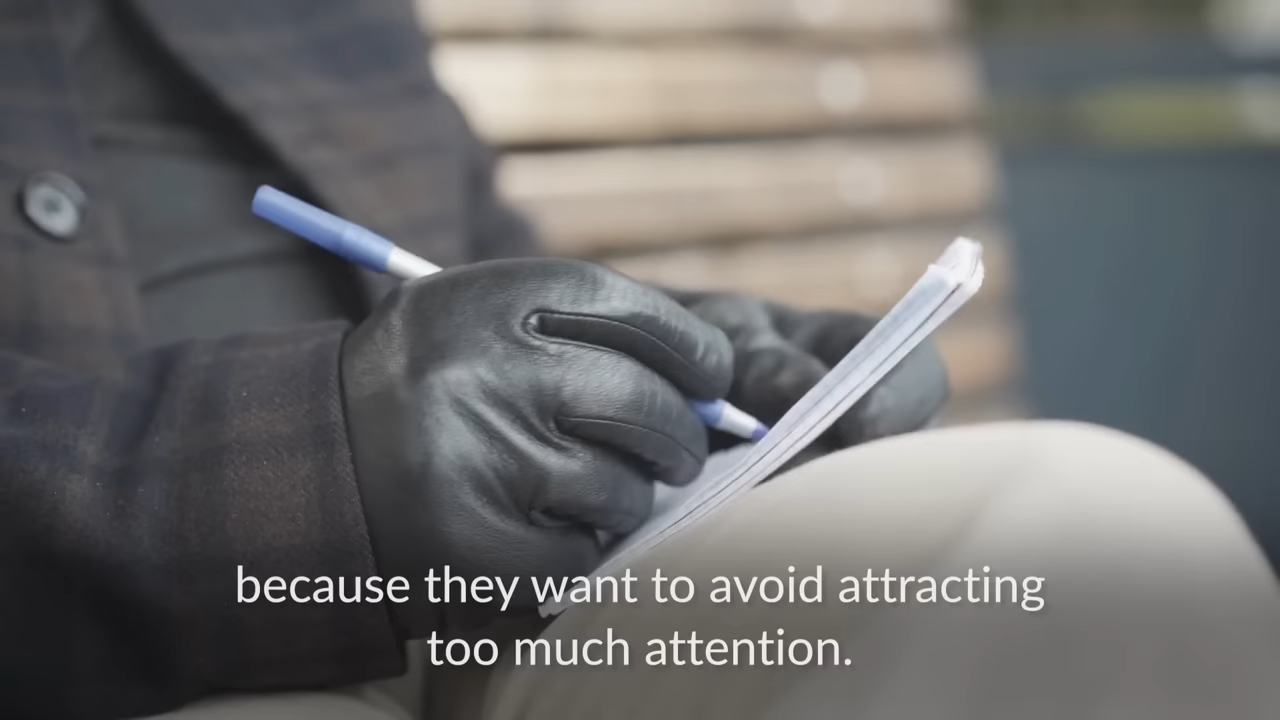 because they want to avoid attracting
too much attention.